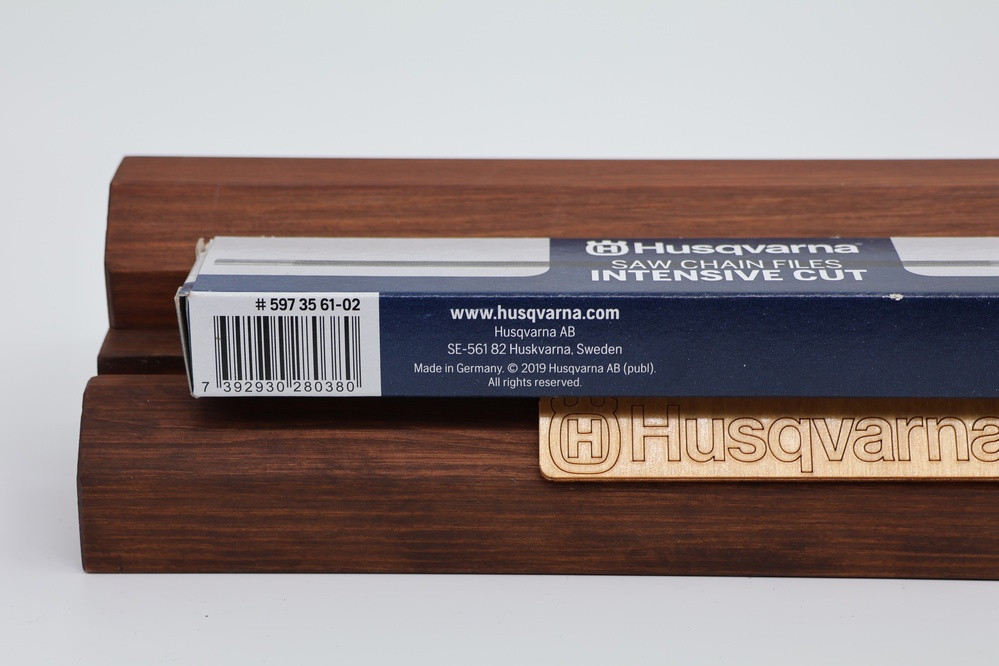 Husqvarna
SAW CHAIN FILES
INTENSIVE CUT
# 597 35 61-02
7 392930 280380
www.husqvarna.com
Husqvarna AB
SE-561 82 Huskvarna, Sweden
Made in Germany. © 2019 Husqvarna AB (publ).
All rights reserved.
H Husqvarna